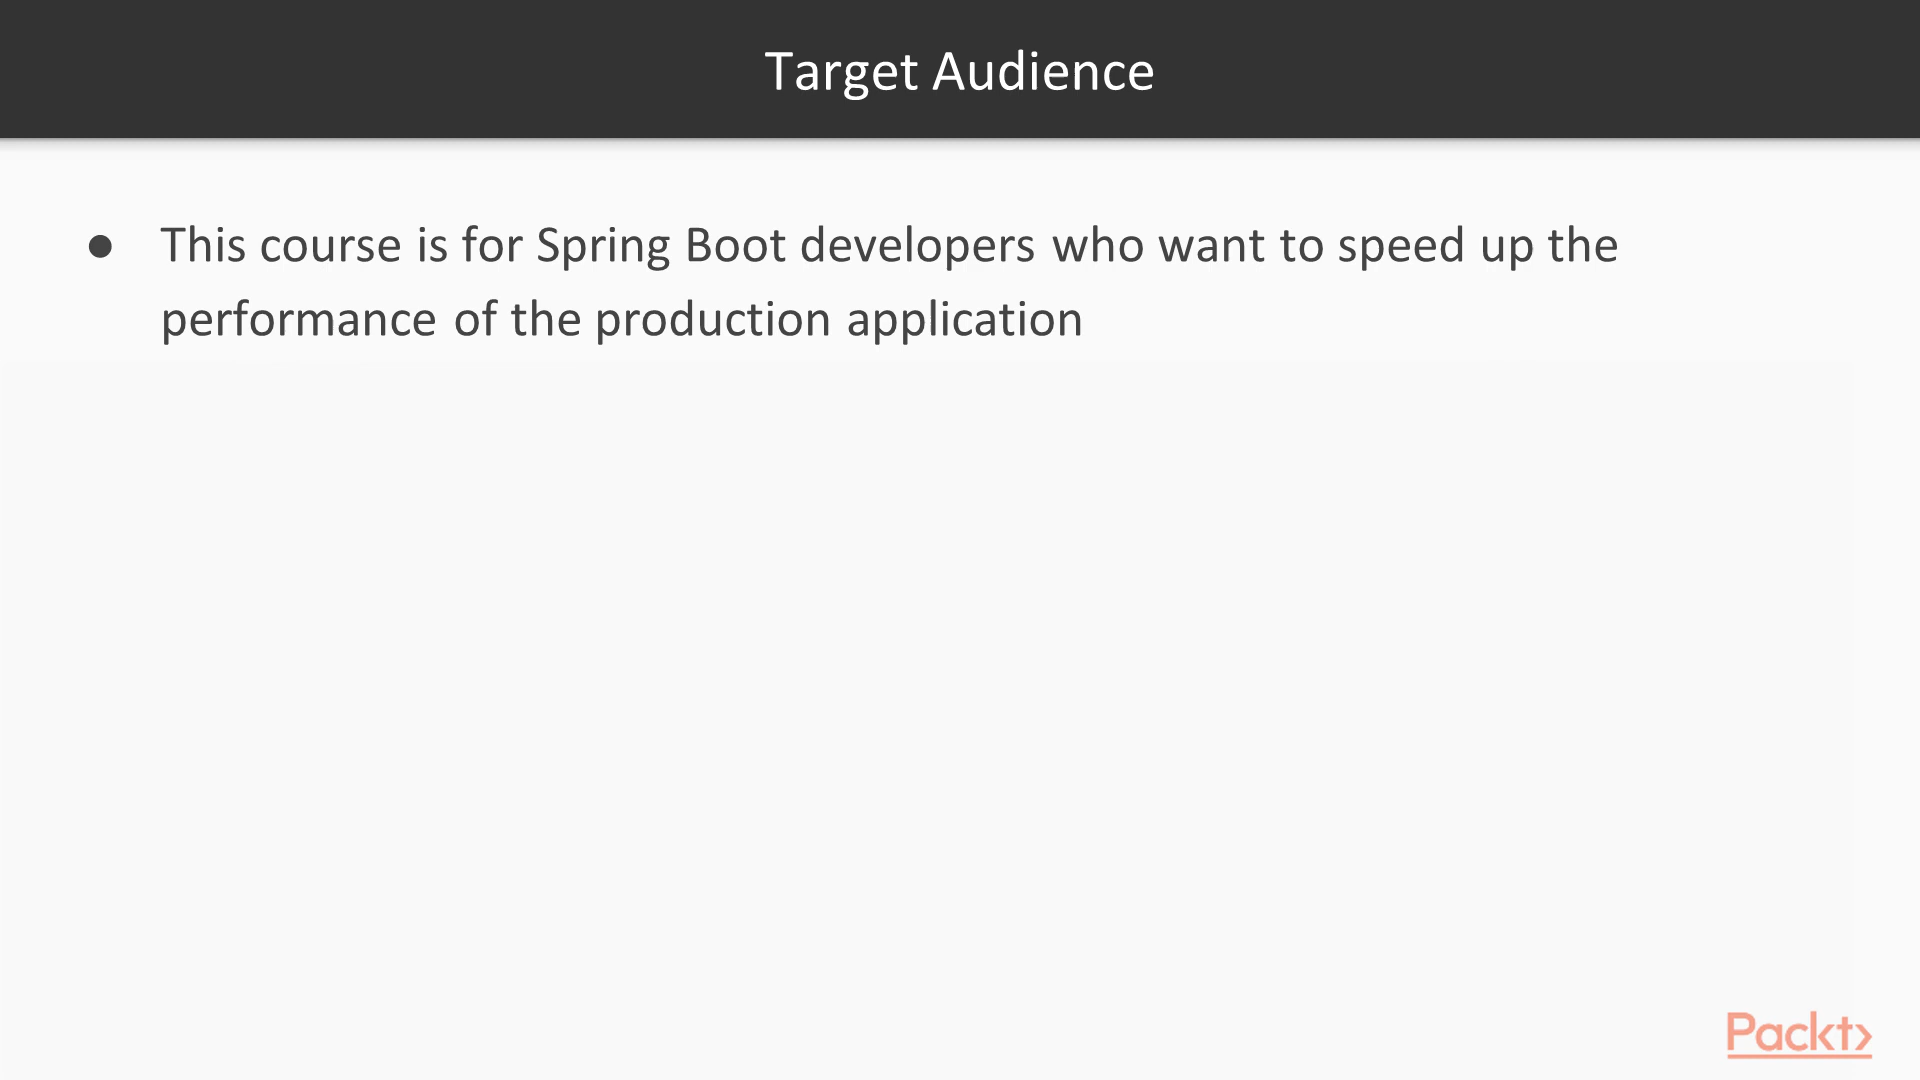 Target Audience
● This course is for Spring Boot developers who want to speed up the
performance of the production application
Packt>